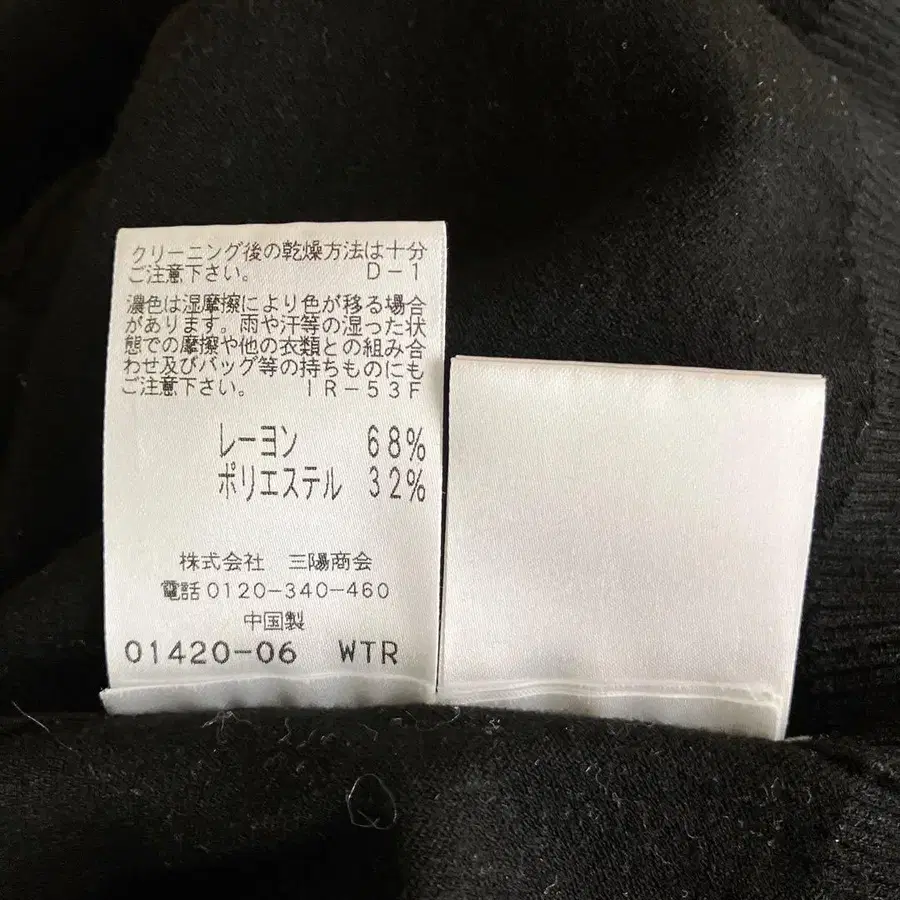 クリーニング後の乾燥方法は十分
ご注意下さい。 D-1
濃色は湿摩擦により色が移る場合
があります。雨や汗等の湿った状
態での摩擦や他の衣類との組み合
わせ及びバッグ等の持ちものにも
ご注意下さい。 IR-53F
レーヨン 68%
ポリエステル 32%
株式会社 三陽商会
電話0120-340-460
中国製
01420-06 WTR